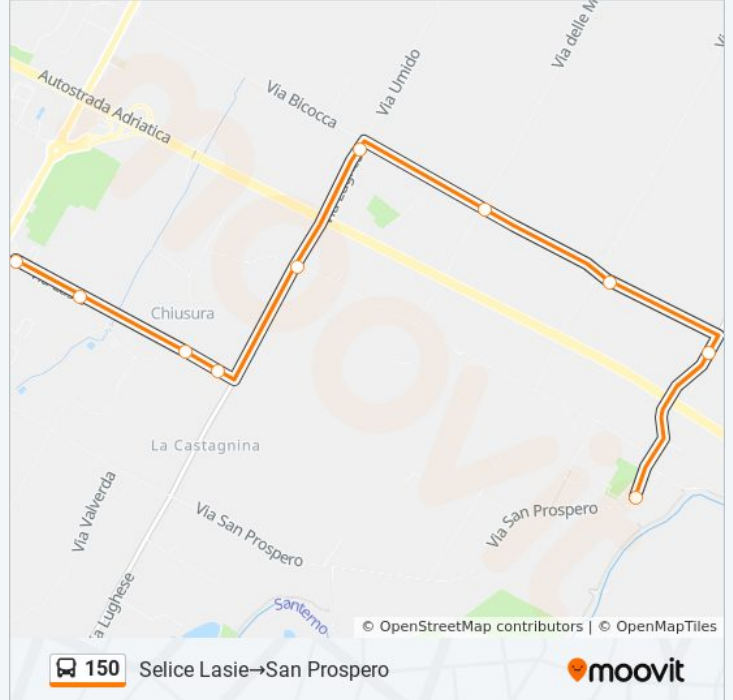 Via delle M
Via Umido
Autostrada Adriatica
Via Bicocca
Chiusura
La Castagnina
Via Valverda
Via San Prospero
Via San Prospero
a Lughese
Santerno
© OpenStreetMap contributors | © OpenMapTiles
150 Selice Lasie→San Prospero
moovit
moovit